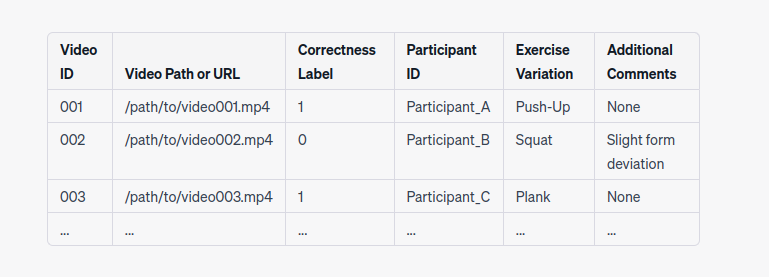 Video ID Video Path or URL Correctness Label Participant ID Exercise Variation Additional Comments
001 /path/to/video001.mp4 1 Participant_A Push-Up None
002 /path/to/video002.mp4 0 Participant_B Squat Slight form deviation
003 /path/to/video003.mp4 1 Participant_C Plank None
... ... ... ... ... ...